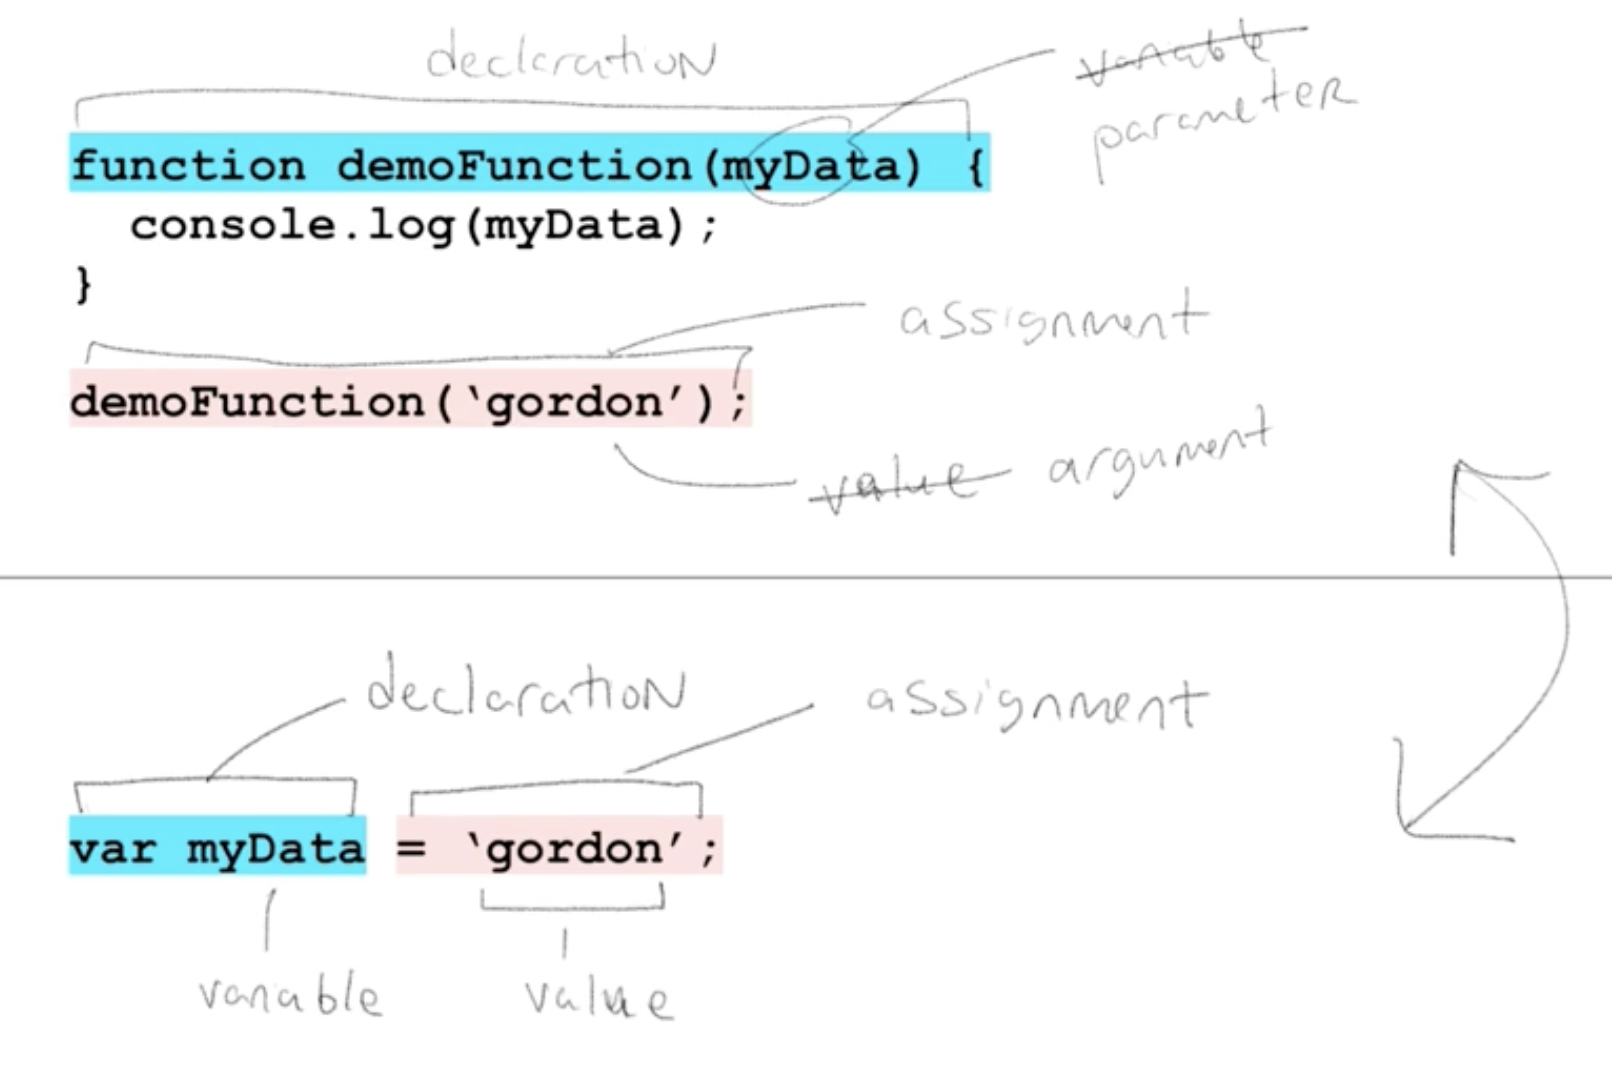 declaration
variable
parameter
function demoFunction(myData) {
console.log(myData);
}
assignment
demoFunction(‘gordon’);
value argument
declaration
assignment
var myData = ‘gordon’;
variable value